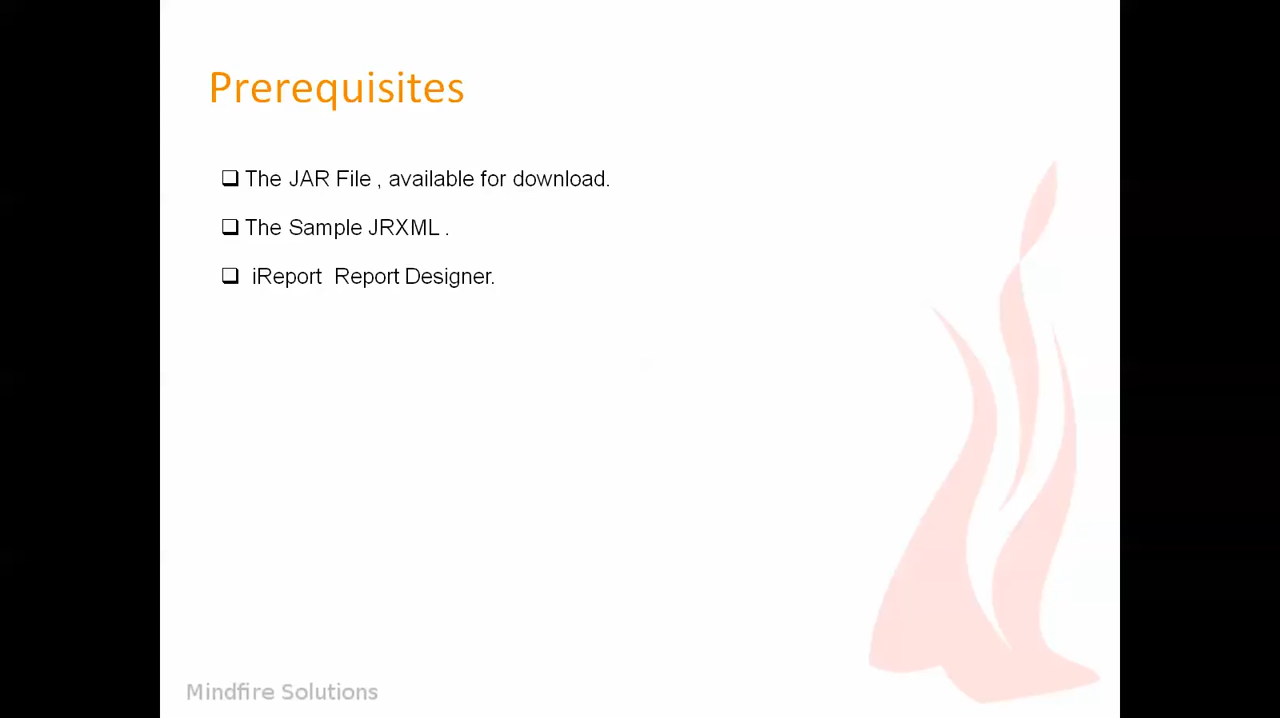 Prerequisites
❑ The JAR File , available for download.
❑ The Sample JRXML .
❑ iReport Report Designer.
Mindfire Solutions